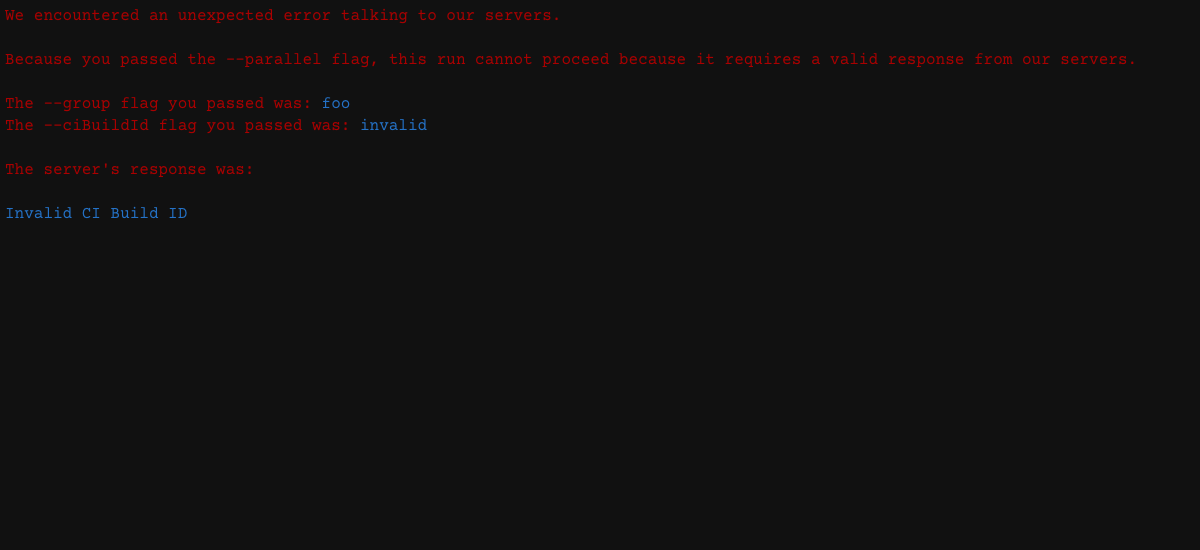 We encountered an unexpected error talking to our servers.
Because you passed the --parallel flag, this run cannot proceed because it requires a valid response from our servers.
The --group flag you passed was: foo
The --ciBuildId flag you passed was: invalid
The server's response was:
Invalid CI Build ID